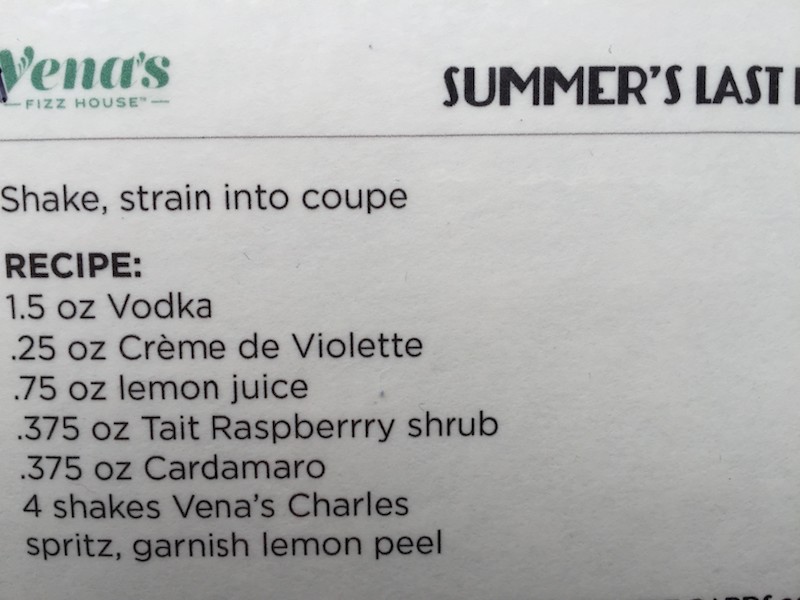 Vena's
FIZZ HOUSE™
SUMMER'S LAST
Shake, strain into coupe
RECIPE:
1.5 oz Vodka
.25 oz Crème de Violette
.75 oz lemon juice
.375 oz Tait Raspberrry shrub
.375 oz Cardamaro
4 shakes Vena's Charles
spritz, garnish lemon peel